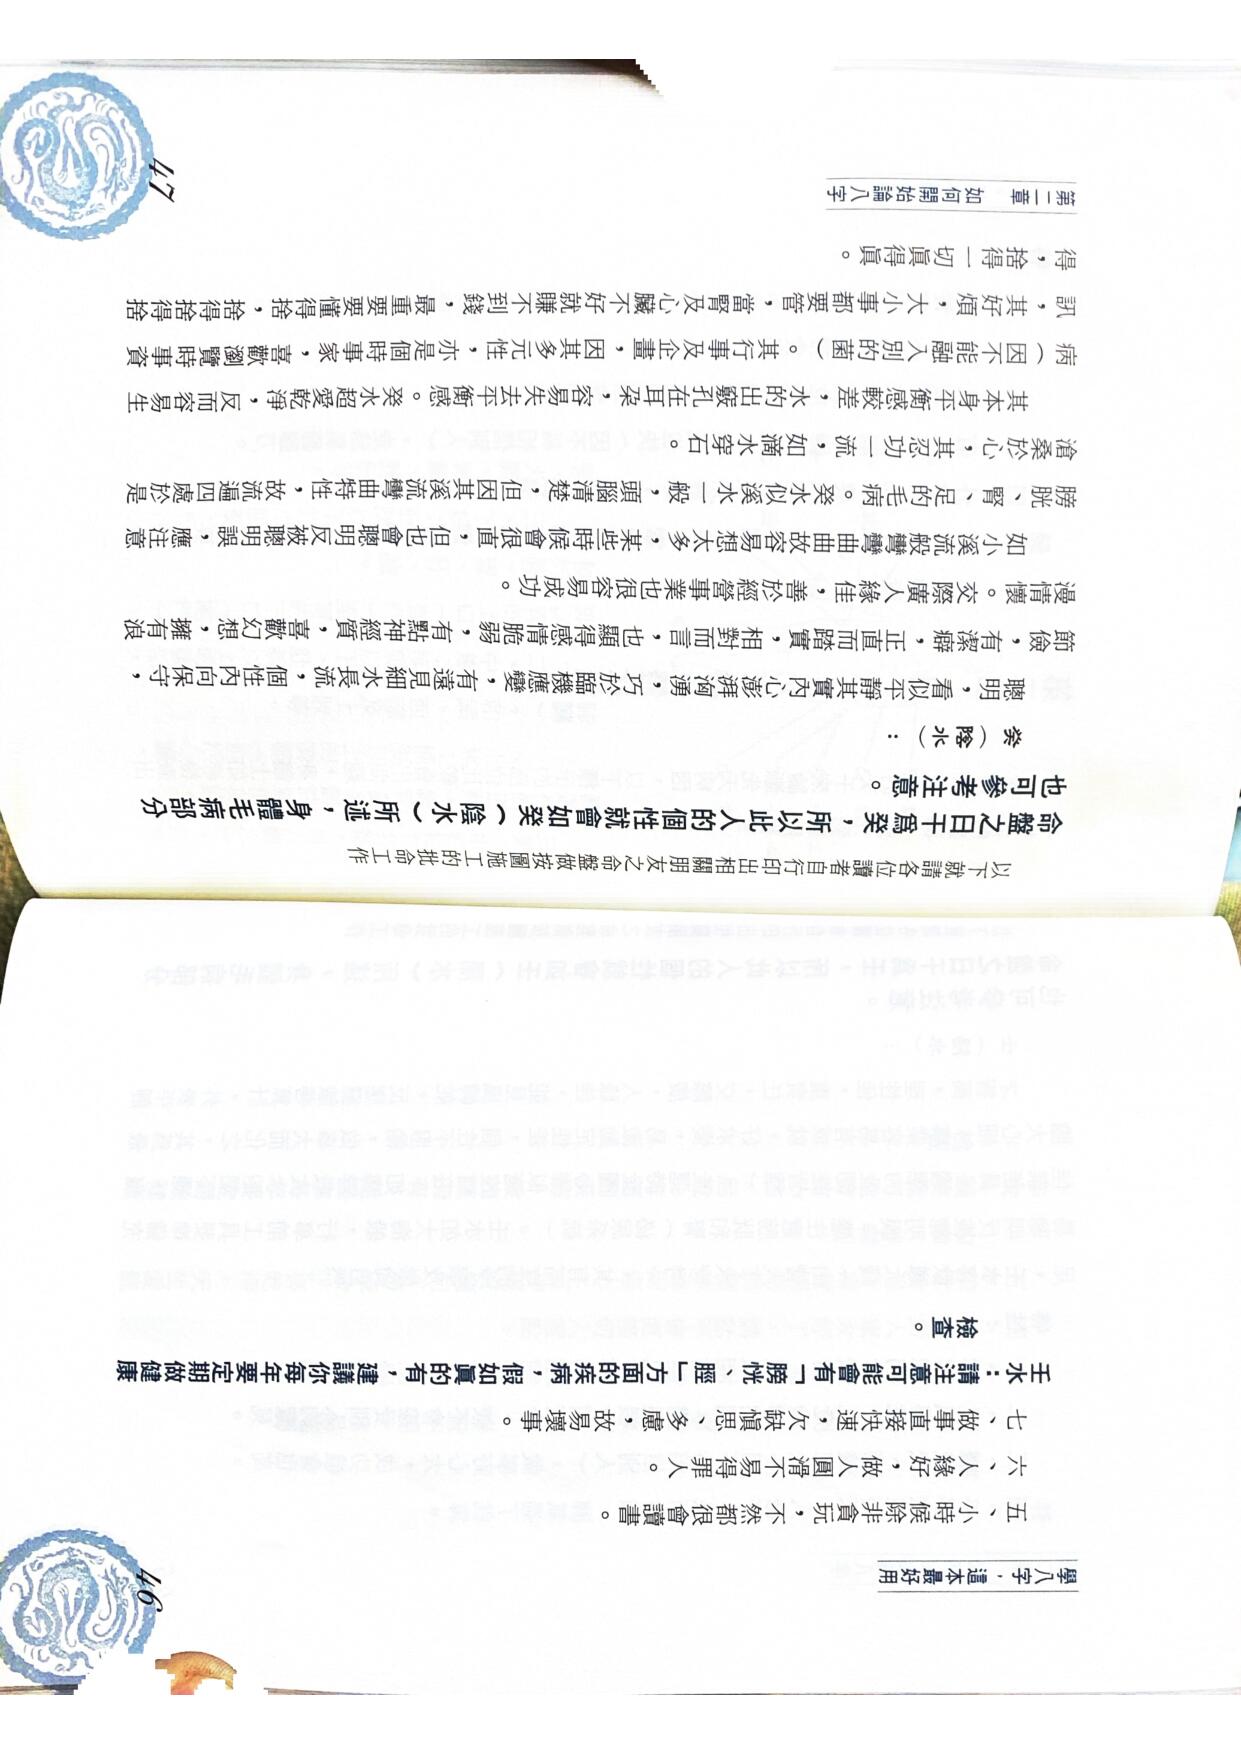 學八字，這本最好用
五、小時候除非貪玩，不然都很會讀書。
六、人緣好，做人圓滑不易得罪人。
七、做事直接快速，欠缺慎思、多慮，故易壞事。
壬水：請注意可能會有「膀恍、脛」方面的疾病，假如眞的有，建議你每年要定期做健康
檢查。
46
以下就請各位讀者自行印出相關朋友之命盤做按圖施工的批命工作
命盤之日干爲癸，所以此人的個性就會如癸（陰水）所述，身體毛病部分
也可參考注意。
癸（陰水）：
聰明，看似平靜其實內心澎湃洶湧，巧於臨機應變，有遠見細水長流，個性內向保守，
節儉，有潔癖，正直而踏實，相對而言，也顯得感情脆弱，有點神經質，喜歡幻想，擁有浪
漫情懷。交際廣人緣佳，善於經營事業也很容易成功。
如小溪流般彎彎曲曲故容易想太多，某些時候會很直，但也會聰明反被聰明誤，應注意
膀胱、腎、足的毛病。癸水似溪水一般，頭腦清楚，但因其溪流彎曲特性，故流遍四處於是
滄桑於心，其忍功一流，如滴水穿石。
其本身平衡感較差，水的出竅孔在耳朶，容易失去平衡感。癸水超愛乾淨，反而容易生
病（因不能融入別的菌）。其行事及企畫，因其多元性，亦是個時事家，喜歡瀏覽時事資
訊，其好煩，大小事都要管，當腎及心臟不好就賺不到錢，最重要要懂得捨，捨得捨得捨
得，捨得一切眞得眞。
第二章　如何開始論八字
47